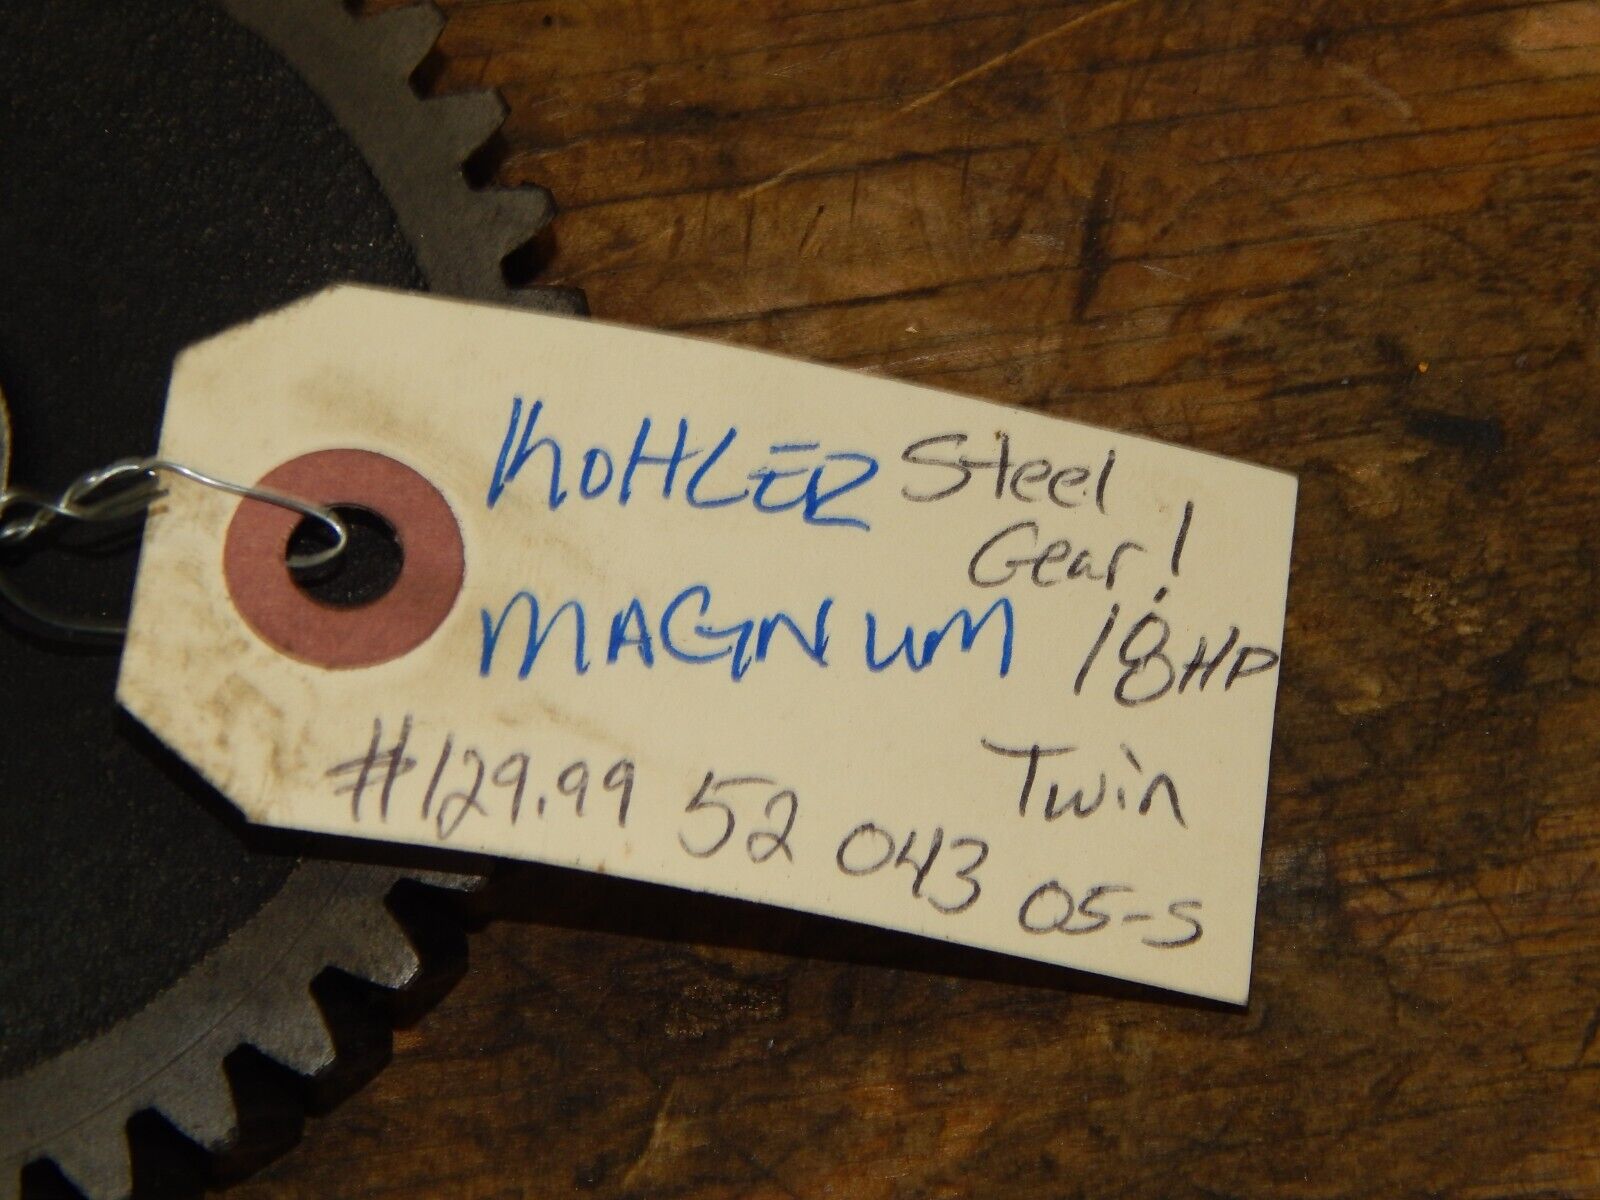 KOHLER Steel
Gear!
MAGNUM 18HP
Twin
#129.99 52 043 05-S